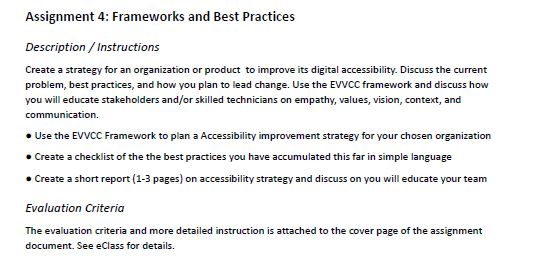 Assignment 4: Frameworks and Best Practices
Description / Instructions
Create a strategy for an organization or product to improve its digital accessibility. Discuss the current
problem, best practices, and how you plan to lead change. Use the EVVCC framework and discuss how
you will educate stakeholders and/or skilled technicians on empathy, values, vision, context, and
communication.
● Use the EVVCC Framework to plan a Accessibility improvement strategy for your chosen organization
● Create a checklist of the the best practices you have accumulated this far in simple language
● Create a short report (1-3 pages) on accessibility strategy and discuss on you will educate your team
Evaluation Criteria
The evaluation criteria and more detailed instruction is attached to the cover page of the assignment
document. See eClass for details.